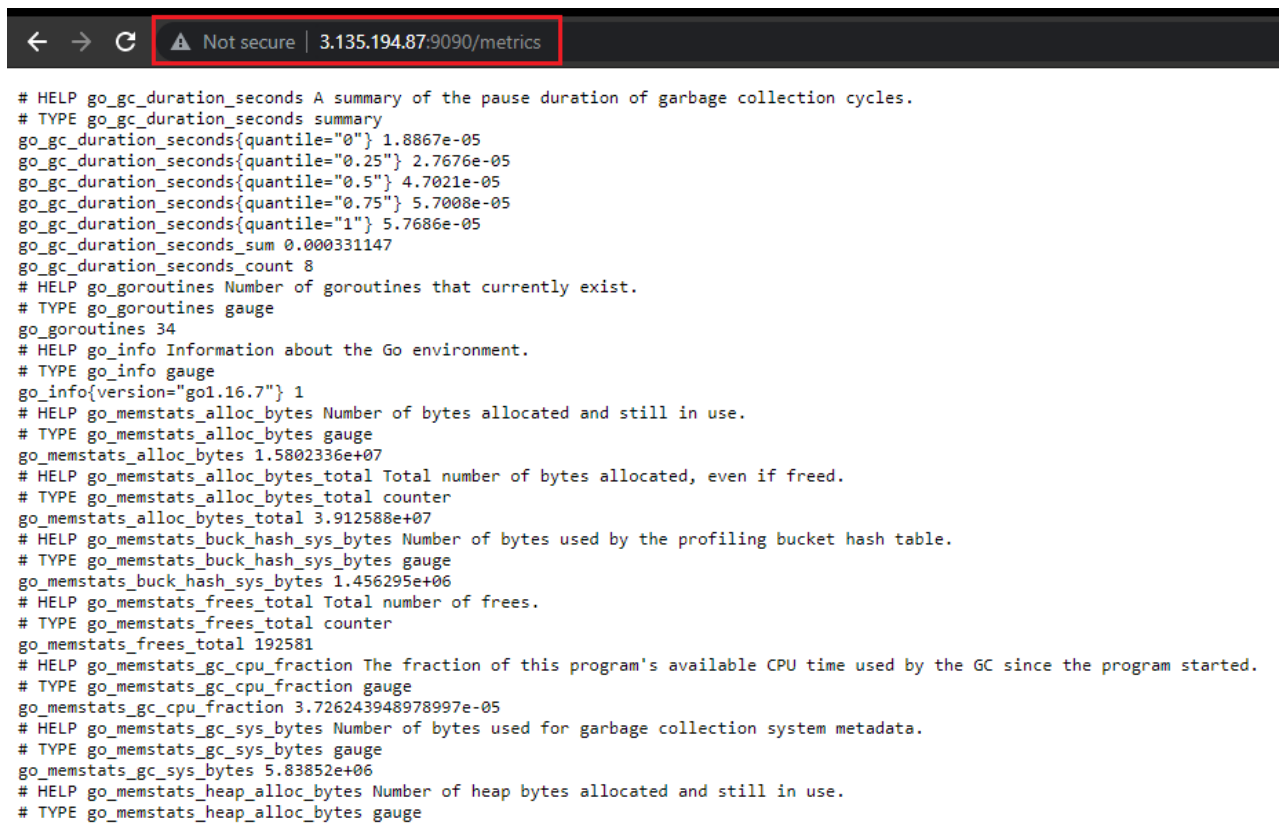 Not secure | 3.135.194.87:9090/metrics
# HELP go_gc_duration_seconds A summary of the pause duration of garbage collection cycles.
# TYPE go_gc_duration_seconds summary
go_gc_duration_seconds{quantile="0"} 1.8867e-05
go_gc_duration_seconds{quantile="0.25"} 2.7676e-05
go_gc_duration_seconds{quantile="0.5"} 4.7021e-05
go_gc_duration_seconds{quantile="0.75"} 5.7008e-05
go_gc_duration_seconds{quantile="1"} 5.7686e-05
go_gc_duration_seconds_sum 0.000331147
go_gc_duration_seconds_count 8
# HELP go_goroutines Number of goroutines that currently exist.
# TYPE go_goroutines gauge
go_goroutines 34
# HELP go_info Information about the Go environment.
# TYPE go_info gauge
go_info{version="go1.16.7"} 1
# HELP go_memstats_alloc_bytes Number of bytes allocated and still in use.
# TYPE go_memstats_alloc_bytes gauge
go_memstats_alloc_bytes 1.5802336e+07
# HELP go_memstats_alloc_bytes_total Total number of bytes allocated, even if freed.
# TYPE go_memstats_alloc_bytes_total counter
go_memstats_alloc_bytes_total 3.912588e+07
# HELP go_memstats_buck_hash_sys_bytes Number of bytes used by the profiling bucket hash table.
# TYPE go_memstats_buck_hash_sys_bytes gauge
go_memstats_buck_hash_sys_bytes 1.456295e+06
# HELP go_memstats_frees_total Total number of frees.
# TYPE go_memstats_frees_total counter
go_memstats_frees_total 192581
# HELP go_memstats_gc_cpu_fraction The fraction of this program's available CPU time used by the GC since the program started.
# TYPE go_memstats_gc_cpu_fraction gauge
go_memstats_gc_cpu_fraction 3.726243948978997e-05
# HELP go_memstats_gc_sys_bytes Number of bytes used for garbage collection system metadata.
# TYPE go_memstats_gc_sys_bytes gauge
go_memstats_gc_sys_bytes 5.83852e+06
# HELP go_memstats_heap_alloc_bytes Number of heap bytes allocated and still in use.
# TYPE go_memstats_heap_alloc_bytes gauge